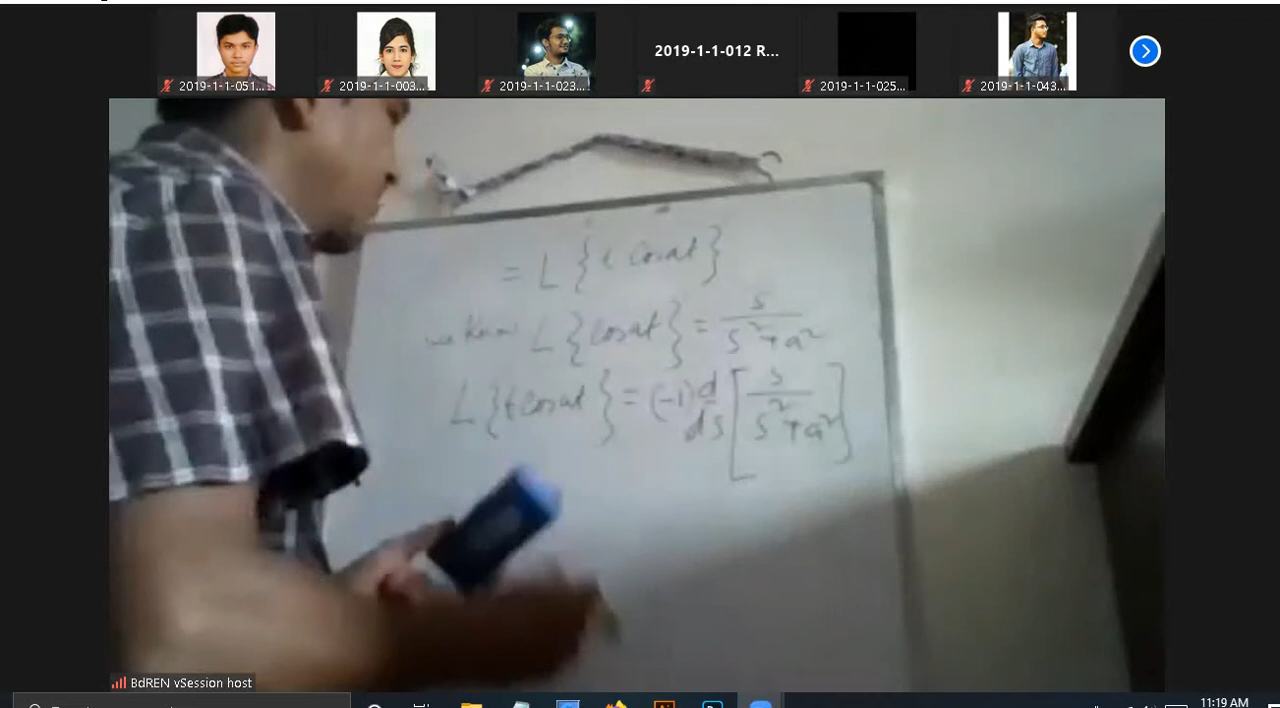 2019-1-1-051...
2019-1-1-003...
2019-1-1-023...
2019-1-1-012 R...
2019-1-1-025...
2019-1-1-043...
= L { t cosat }
we know L { cosat } = s / s² + a²
L { t cosat } = (-1) d/ds [ s / s² + a² ]
BdREN vSession host
11:19 AM